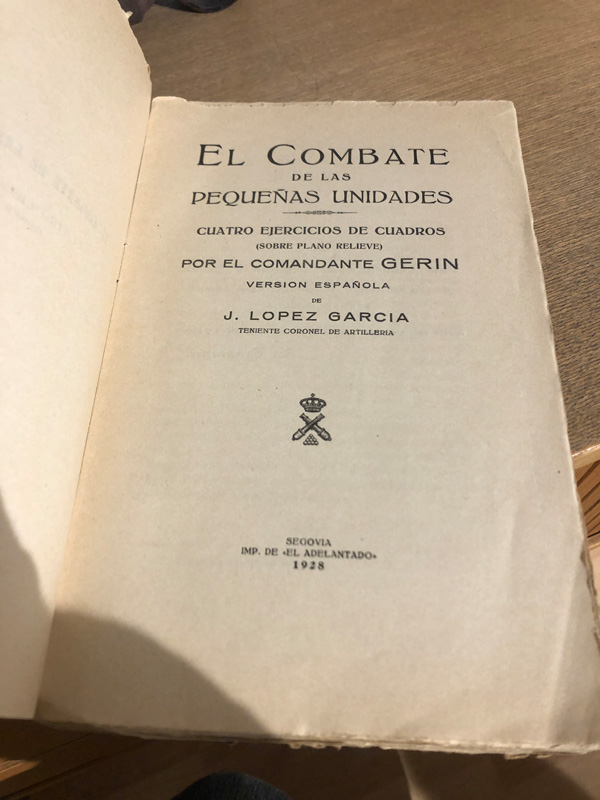 EL COMBATE
DE LAS
PEQUEÑAS UNIDADES
CUATRO EJERCICIOS DE CUADROS
(SOBRE PLANO RELIEVE)
POR EL COMANDANTE GERIN
VERSION ESPAÑOLA
DE
J. LOPEZ GARCIA
TENIENTE CORONEL DE ARTILLERIA
SEGOVIA
IMP. DE «EL ADELANTADO»
1928